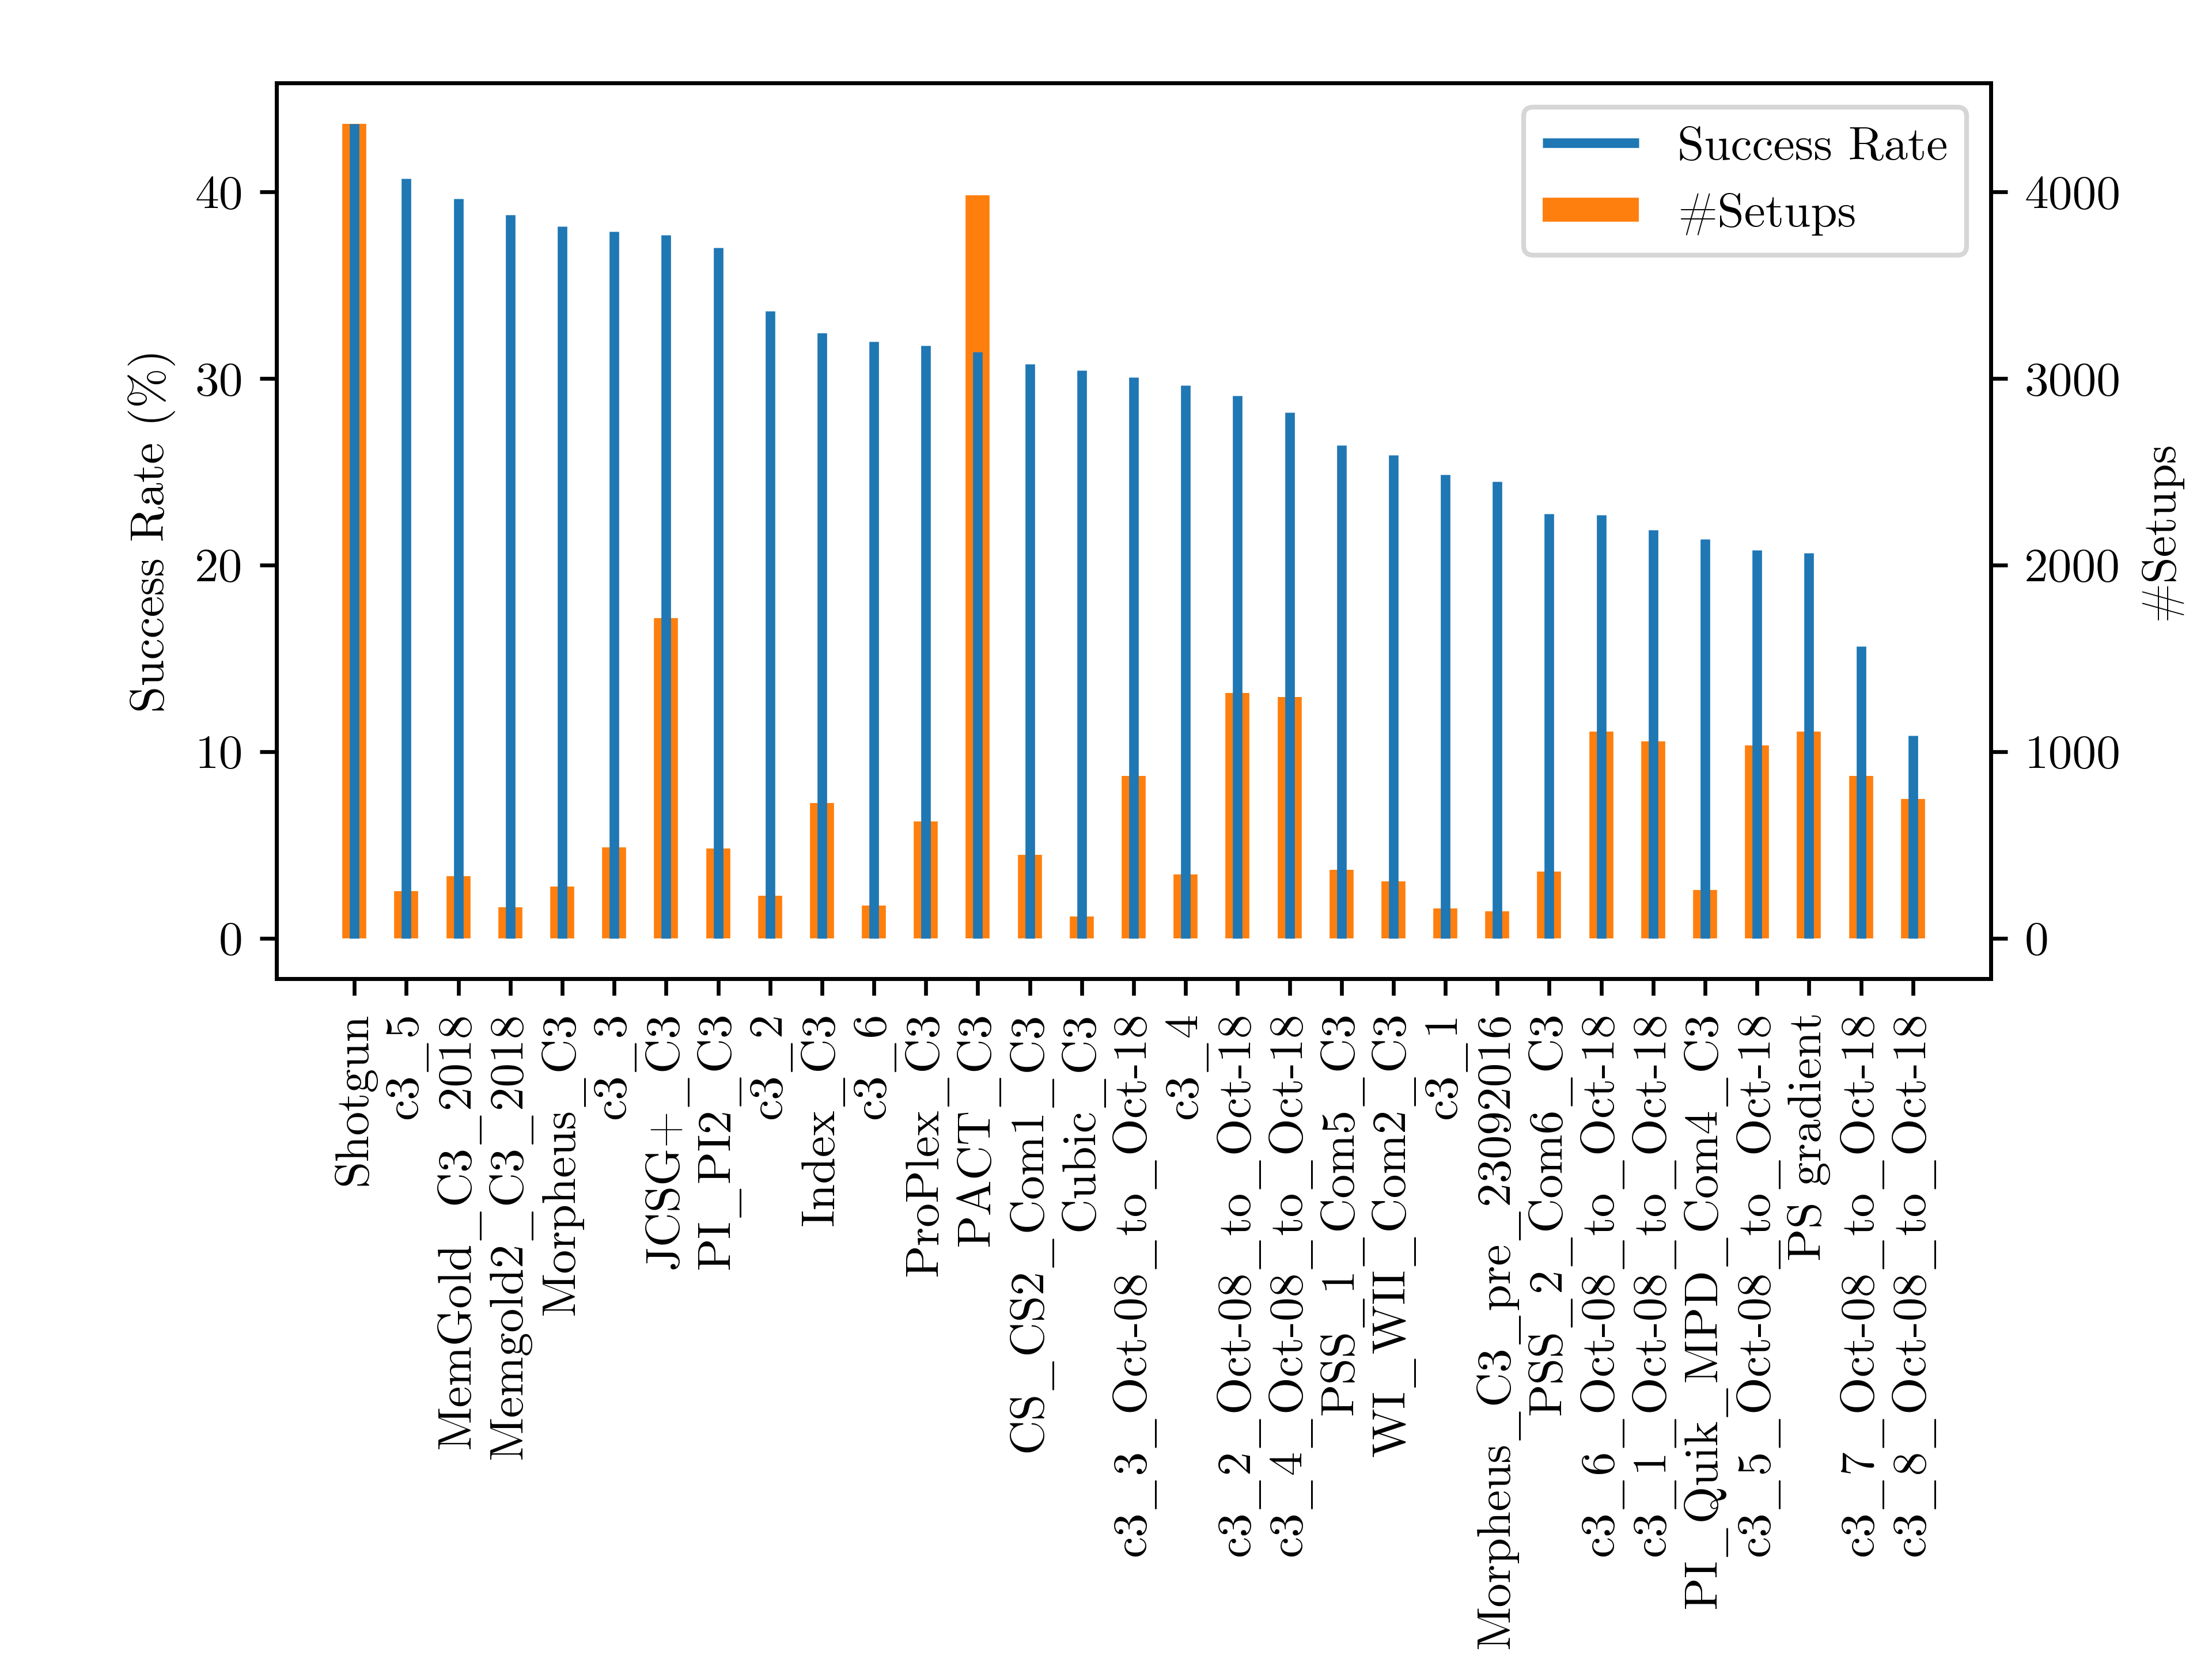 Success Rate
#Setups
Success Rate (%)
40
30
20
10
0
4000
3000
2000
1000
0
#Setups
Shotgun
c3_5
MemGold_C3_2018
Memgold2_C3_2018
Morpheus_C3
c3_3
JCSG+_C3
PI_PI2_C3
c3_2
Index_C3
c3_6
ProPlex_C3
PACT_C3
CS_CS2_Com1_C3
Cubic_C3
c3_3_Oct-08_to_Oct-18
c3_4
c3_2_Oct-08_to_Oct-18
c3_4_Oct-08_to_Oct-18
PSS_1_Com5_C3
WI_WII_Com2_C3
c3_1
Morpheus_C3_pre_23092016
PSS_2_Com6_C3
c3_6_Oct-08_to_Oct-18
c3_1_Oct-08_to_Oct-18
PI_Quik_MPD_Com4_C3
c3_5_Oct-08_to_Oct-18
PS gradient
c3_7_Oct-08_to_Oct-18
c3_8_Oct-08_to_Oct-18